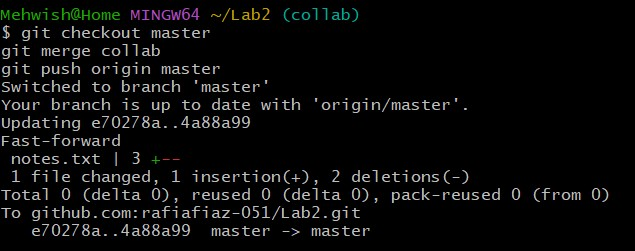 Mehwish@Home MINGW64 ~/Lab2 (collab)
$ git checkout master
git merge collab
git push origin master
Switched to branch 'master'
Your branch is up to date with 'origin/master'.
Updating e70278a..4a88a99
Fast-forward
 notes.txt | 3 +--
 1 file changed, 1 insertion(+), 2 deletions(-)
Total 0 (delta 0), reused 0 (delta 0), pack-reused 0 (from 0)
To github.com:rafiafiaz-051/Lab2.git
   e70278a..4a88a99  master -> master